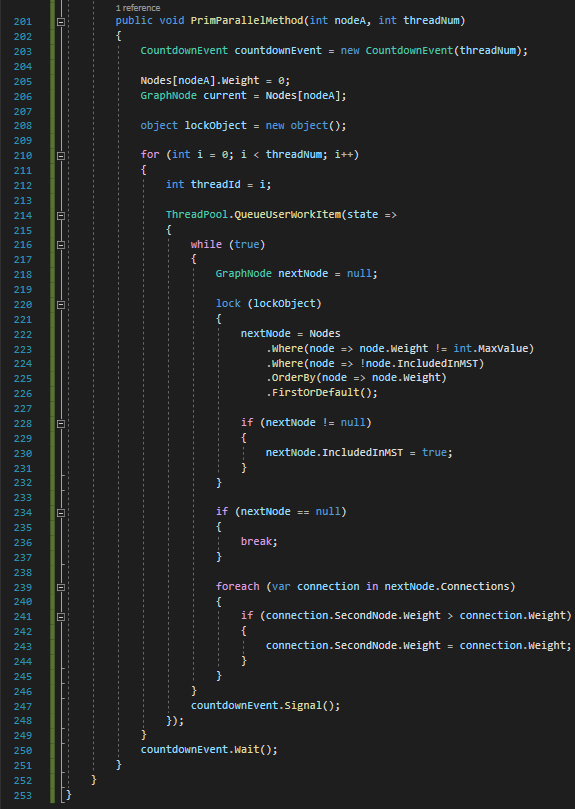 1 reference
201 public void PrimParallelMethod(int nodeA, int threadNum)
202 {
203 CountdownEvent countdownEvent = new CountdownEvent(threadNum);
204
205 Nodes[nodeA].Weight = 0;
206 GraphNode current = Nodes[nodeA];
207
208 object lockObject = new object();
209
210 for (int i = 0; i < threadNum; i++)
211 {
212 int threadId = i;
213
214 ThreadPool.QueueUserWorkItem(state =>
215 {
216 while (true)
217 {
218 GraphNode nextNode = null;
219
220 lock (lockObject)
221 {
222 nextNode = Nodes
223 .Where(node => node.Weight != int.MaxValue)
224 .Where(node => !node.IncludedInMST)
225 .OrderBy(node => node.Weight)
226 .FirstOrDefault();
227
228 if (nextNode != null)
229 {
230 nextNode.IncludedInMST = true;
231 }
232 }
233
234 if (nextNode == null)
235 {
236 break;
237 }
238
239 foreach (var connection in nextNode.Connections)
240 {
241 if (connection.SecondNode.Weight > connection.Weight)
242 {
243 connection.SecondNode.Weight = connection.Weight;
244 }
245 }
246 }
247 countdownEvent.Signal();
248 });
249 }
250 countdownEvent.Wait();
251 }
252 }
253 }